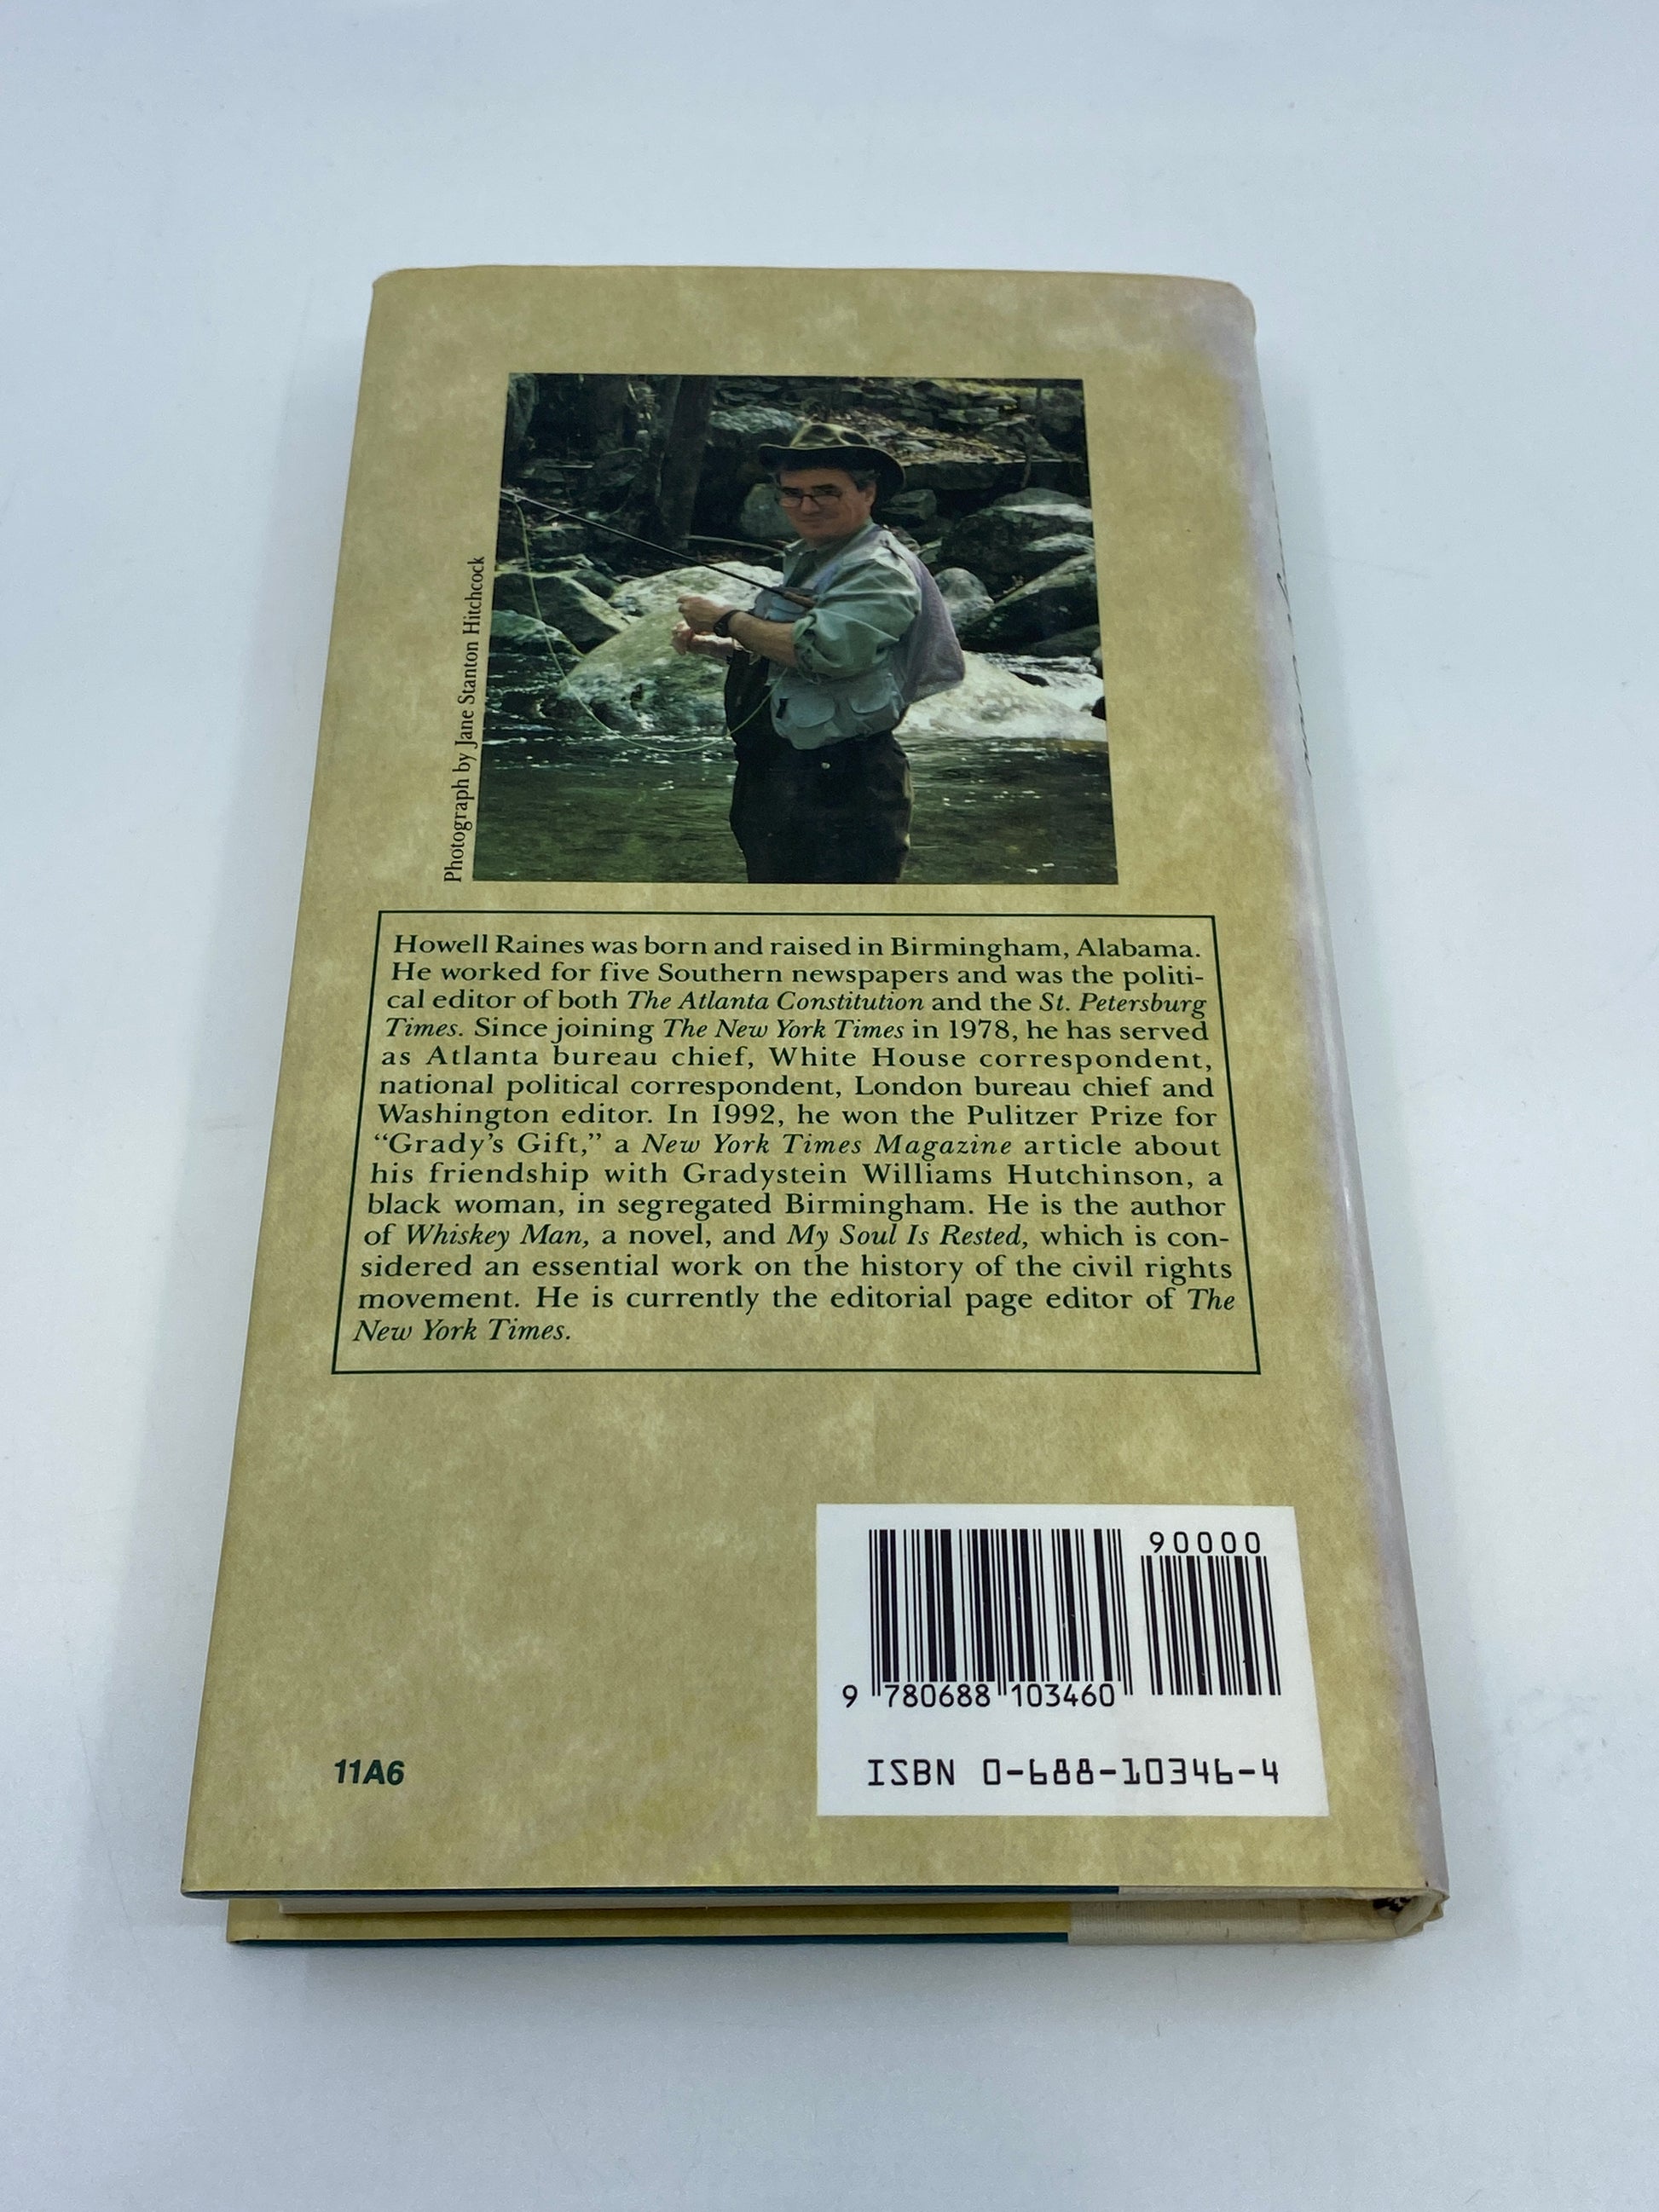 Photograph by Jane Stanton Hitchcock
Howell Raines was born and raised in Birmingham, Alabama.
He worked for five Southern newspapers and was the politi-
cal editor of both The Atlanta Constitution and the St. Petersburg
Times. Since joining The New York Times in 1978, he has served
as Atlanta bureau chief, White House correspondent,
national political correspondent, London bureau chief and
Washington editor. In 1992, he won the Pulitzer Prize for
“Grady’s Gift,” a New York Times Magazine article about
his friendship with Gradystein Williams Hutchinson, a
black woman, in segregated Birmingham. He is the author
of Whiskey Man, a novel, and My Soul Is Rested, which is con-
sidered an essential work on the history of the civil rights
movement. He is currently the editorial page editor of The
New York Times.
90000
9 780688 103460
ISBN 0-688-10346-4
11A6